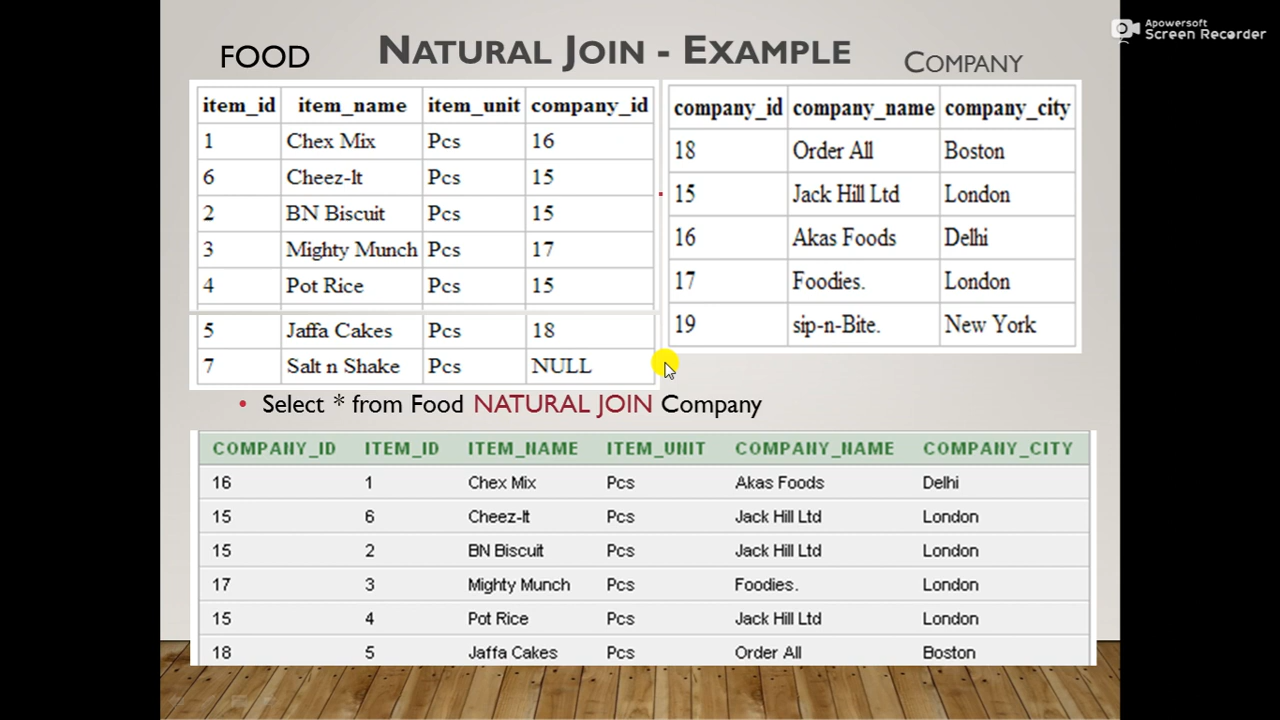 Apowersoft
Screen Recorder
FOOD
NATURAL JOIN - EXAMPLE
COMPANY
item_id item_name item_unit company_id
1 Chex Mix Pcs 16
6 Cheez-It Pcs 15
2 BN Biscuit Pcs 15
3 Mighty Munch Pcs 17
4 Pot Rice Pcs 15
5 Jaffa Cakes Pcs 18
7 Salt n Shake Pcs NULL
company_id company_name company_city
18 Order All Boston
15 Jack Hill Ltd London
16 Akas Foods Delhi
17 Foodies. London
19 sip-n-Bite. New York
• Select * from Food NATURAL JOIN Company
COMPANY_ID ITEM_ID ITEM_NAME ITEM_UNIT COMPANY_NAME COMPANY_CITY
16 1 Chex Mix Pcs Akas Foods Delhi
15 6 Cheez-It Pcs Jack Hill Ltd London
15 2 BN Biscuit Pcs Jack Hill Ltd London
17 3 Mighty Munch Pcs Foodies. London
15 4 Pot Rice Pcs Jack Hill Ltd London
18 5 Jaffa Cakes Pcs Order All Boston